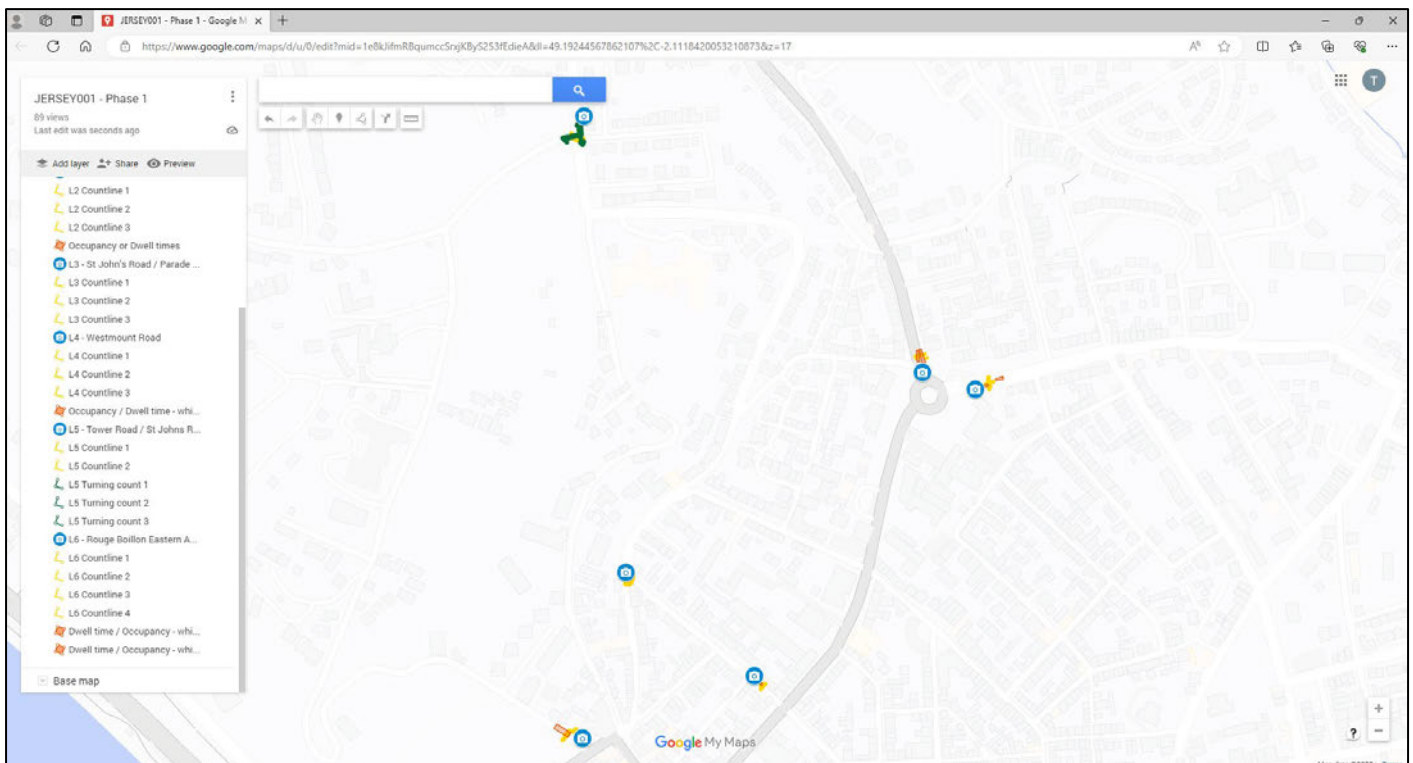 JERSEY001 - Phase 1 - Google M
https://www.google.com/maps/d/u/0/edit?mid=1e8kJifmRBqumccSrxjKByS253fEdieA&ll=49.19244567862107%2C-2.1118420053210873&z=17
JERSEY001 - Phase 1
89 views
Last edit was seconds ago
Add layer Share Preview
L2 Countline 1
L2 Countline 2
L2 Countline 3
Occupancy or Dwell times
L3 - St John's Road / Parade ...
L3 Countline 1
L3 Countline 2
L3 Countline 3
L4 - Westmount Road
L4 Countline 1
L4 Countline 2
L4 Countline 3
Occupancy / Dwell time - whi...
L5 - Tower Road / St Johns R...
L5 Countline 1
L5 Countline 2
L5 Turning count 1
L5 Turning count 2
L5 Turning count 3
L6 - Rouge Boillon Eastern A...
L6 Countline 1
L6 Countline 2
L6 Countline 3
L6 Countline 4
Dwell time / Occupancy - whi...
Dwell time / Occupancy - whi...
Base map
T
Google My Maps